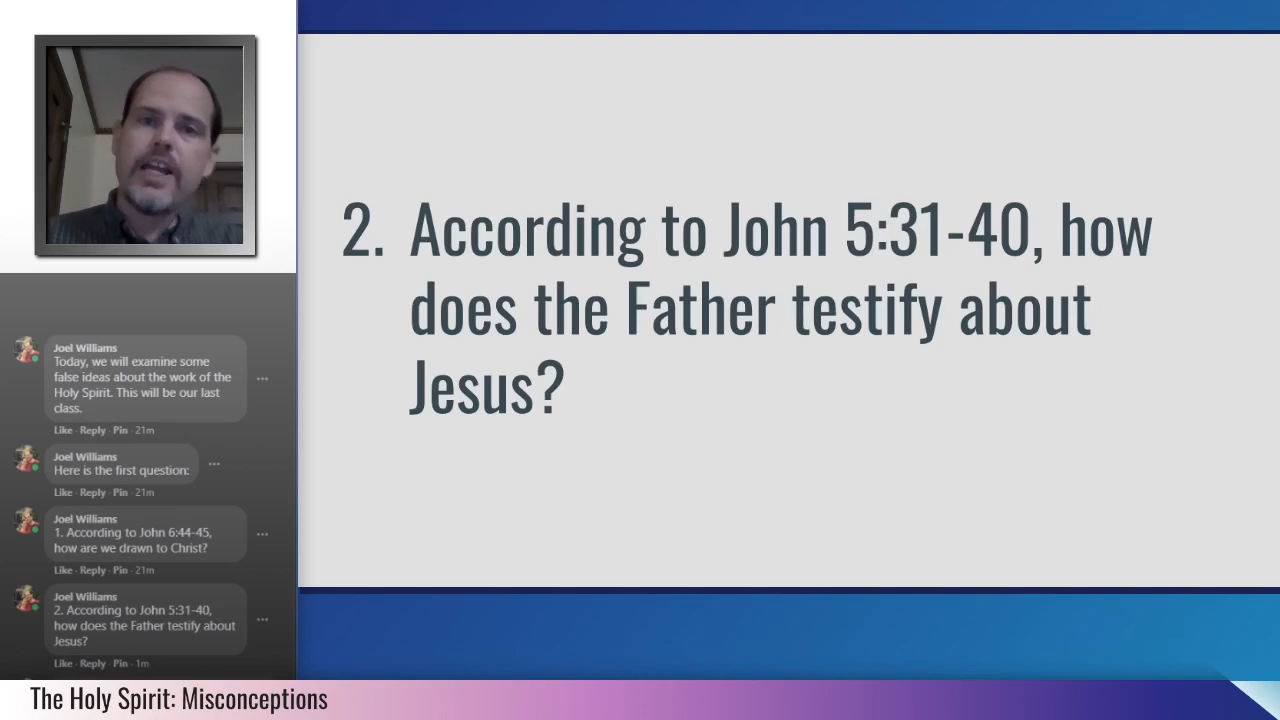 2. According to John 5:31-40, how
does the Father testify about
Jesus?
Joel Williams
Today, we will examine some
false ideas about the work of the
Holy Spirit. This will be our last
class.
Like · Reply · Pin · 21m
Joel Williams
Here is the first question:
Like · Reply · Pin · 21m
Joel Williams
1. According to John 6:44-45,
how are we drawn to Christ?
Like · Reply · Pin · 21m
Joel Williams
2. According to John 5:31-40,
how does the Father testify about
Jesus?
Like · Reply · Pin · 1m
The Holy Spirit: Misconceptions